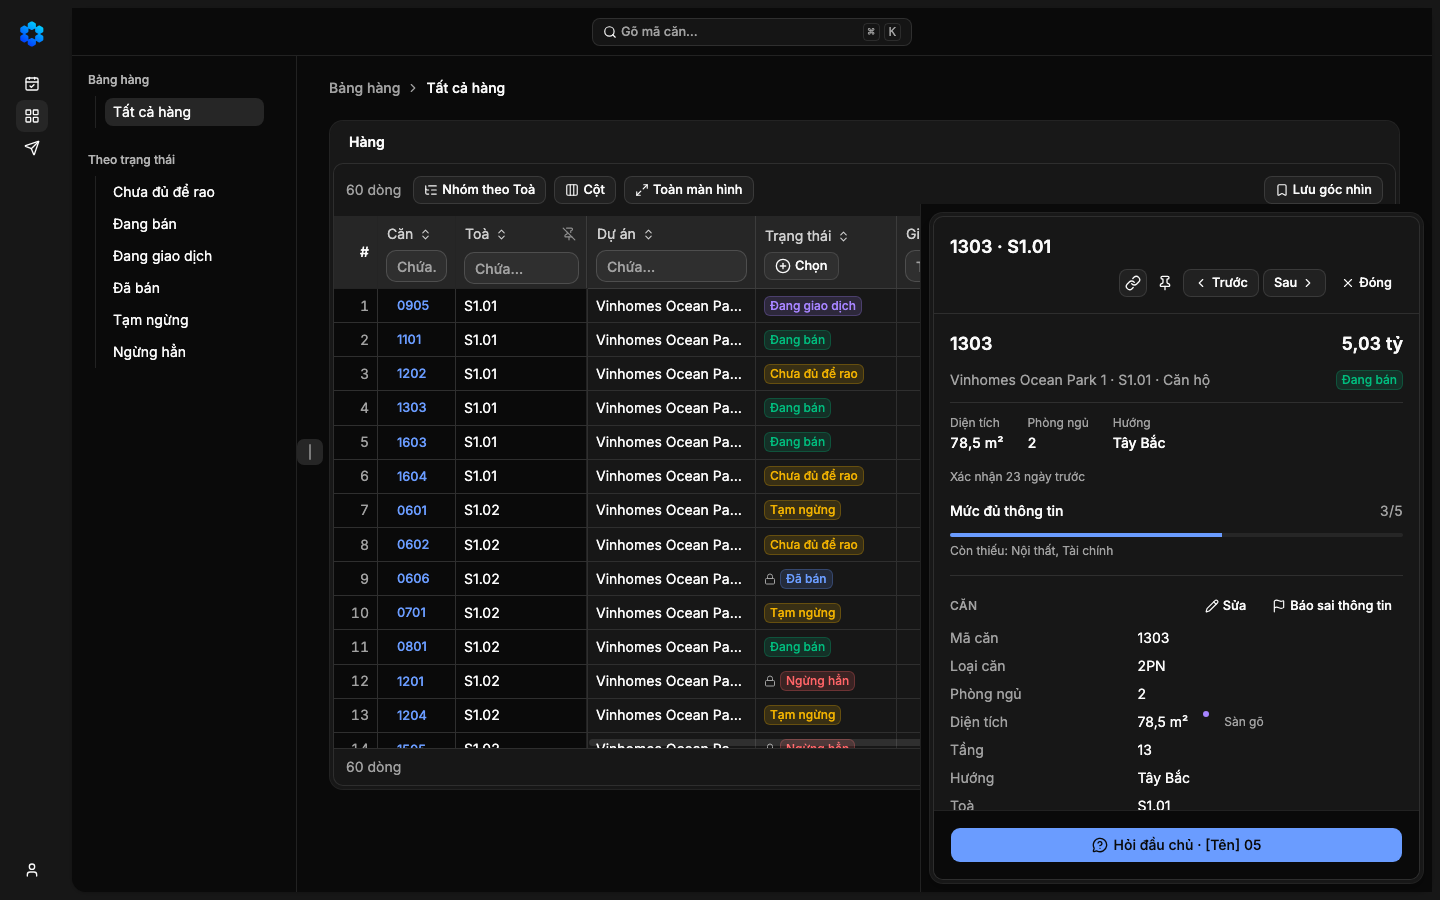 Gõ mã căn... ⌘ K
Bảng hàng
Tất cả hàng
Theo trạng thái
Chưa đủ để rao
Đang bán
Đang giao dịch
Đã bán
Tạm ngừng
Ngừng hẳn
Bảng hàng > Tất cả hàng
Hàng
60 dòng Nhóm theo Toà Cột Toàn màn hình Lưu góc nhìn
# Căn Toà Dự án Trạng thái
Chứa. Chứa... Chứa... Chọn
1 0905 S1.01 Vinhomes Ocean Pa... Đang giao dịch
2 1101 S1.01 Vinhomes Ocean Pa... Đang bán
3 1202 S1.01 Vinhomes Ocean Pa... Chưa đủ để rao
4 1303 S1.01 Vinhomes Ocean Pa... Đang bán
5 1603 S1.01 Vinhomes Ocean Pa... Đang bán
6 1604 S1.01 Vinhomes Ocean Pa... Chưa đủ để rao
7 0601 S1.02 Vinhomes Ocean Pa... Tạm ngừng
8 0602 S1.02 Vinhomes Ocean Pa... Chưa đủ để rao
9 0606 S1.02 Vinhomes Ocean Pa... Đã bán
10 0701 S1.02 Vinhomes Ocean Pa... Tạm ngừng
11 0801 S1.02 Vinhomes Ocean Pa... Đang bán
12 1201 S1.02 Vinhomes Ocean Pa... Ngừng hẳn
13 1204 S1.02 Vinhomes Ocean Pa... Tạm ngừng
60 dòng
1303 · S1.01
Trước Sau Đóng
1303 5,03 tỷ
Vinhomes Ocean Park 1 · S1.01 · Căn hộ Đang bán
Diện tích Phòng ngủ Hướng
78,5 m² 2 Tây Bắc
Xác nhận 23 ngày trước
Mức đủ thông tin 3/5
Còn thiếu: Nội thất, Tài chính
CĂN Sửa Báo sai thông tin
Mã căn 1303
Loại căn 2PN
Phòng ngủ 2
Diện tích 78,5 m² Sàn gõ
Tầng 13
Hướng Tây Bắc
Toà S1.01
Hỏi đầu chủ · [Tên] 05